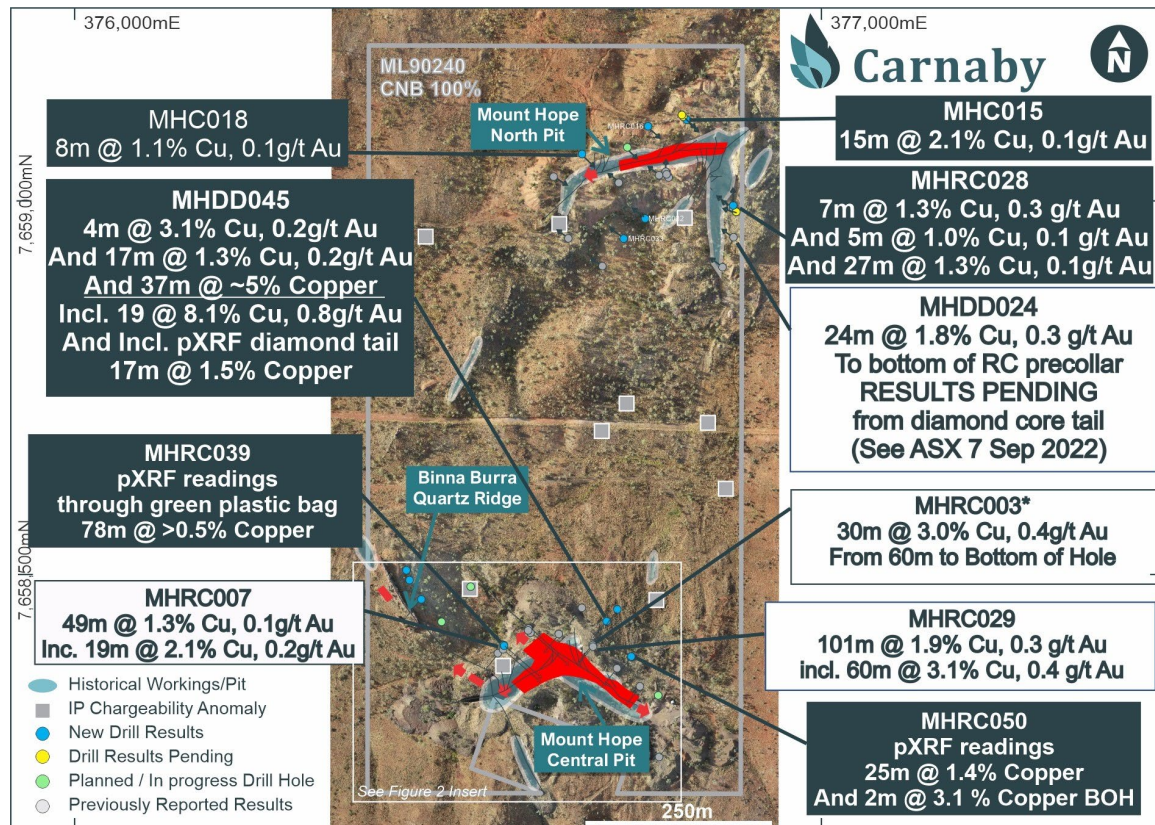 376,000mE
377,000mE
Carnaby
N
ML90240
CNB 100%
Mount Hope
North Pit
MHRC016
MHC018
8m @ 1.1% Cu, 0.1g/t Au
MHC015
15m @ 2.1% Cu, 0.1g/t Au
7,659,000mN
MHDD045
4m @ 3.1% Cu, 0.2g/t Au
And 17m @ 1.3% Cu, 0.2g/t Au
And 37m @ ~5% Copper
Incl. 19 @ 8.1% Cu, 0.8g/t Au
And Incl. pXRF diamond tail
17m @ 1.5% Copper
MHRC028
7m @ 1.3% Cu, 0.3 g/t Au
And 5m @ 1.0% Cu, 0.1 g/t Au
And 27m @ 1.3% Cu, 0.1g/t Au
MHDD024
24m @ 1.8% Cu, 0.3 g/t Au
To bottom of RC precollar
RESULTS PENDING
from diamond core tail
(See ASX 7 Sep 2022)
MHRC039
pXRF readings
through green plastic bag
78m @ >0.5% Copper
Binna Burra
Quartz Ridge
MHRC003*
30m @ 3.0% Cu, 0.4g/t Au
From 60m to Bottom of Hole
7,658,500mN
MHRC007
49m @ 1.3% Cu, 0.1g/t Au
Inc. 19m @ 2.1% Cu, 0.2g/t Au
MHRC029
101m @ 1.9% Cu, 0.3 g/t Au
incl. 60m @ 3.1% Cu, 0.4 g/t Au
Historical Workings/Pit
IP Chargeability Anomaly
New Drill Results
Drill Results Pending
Planned / In progress Drill Hole
Previously Reported Results
Mount Hope
Central Pit
MHRC050
pXRF readings
25m @ 1.4% Copper
And 2m @ 3.1 % Copper BOH
See Figure 2 Insert
250m